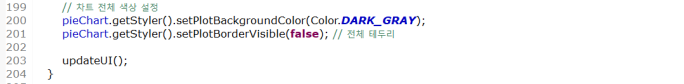 199 // 차트 전체 색상 설정
200 pieChart.getStyler().setPlotBackgroundColor(Color.DARK_GRAY);
201 pieChart.getStyler().setPlotBorderVisible(false); // 전체 테두리
202
203 updateUI();
204 }